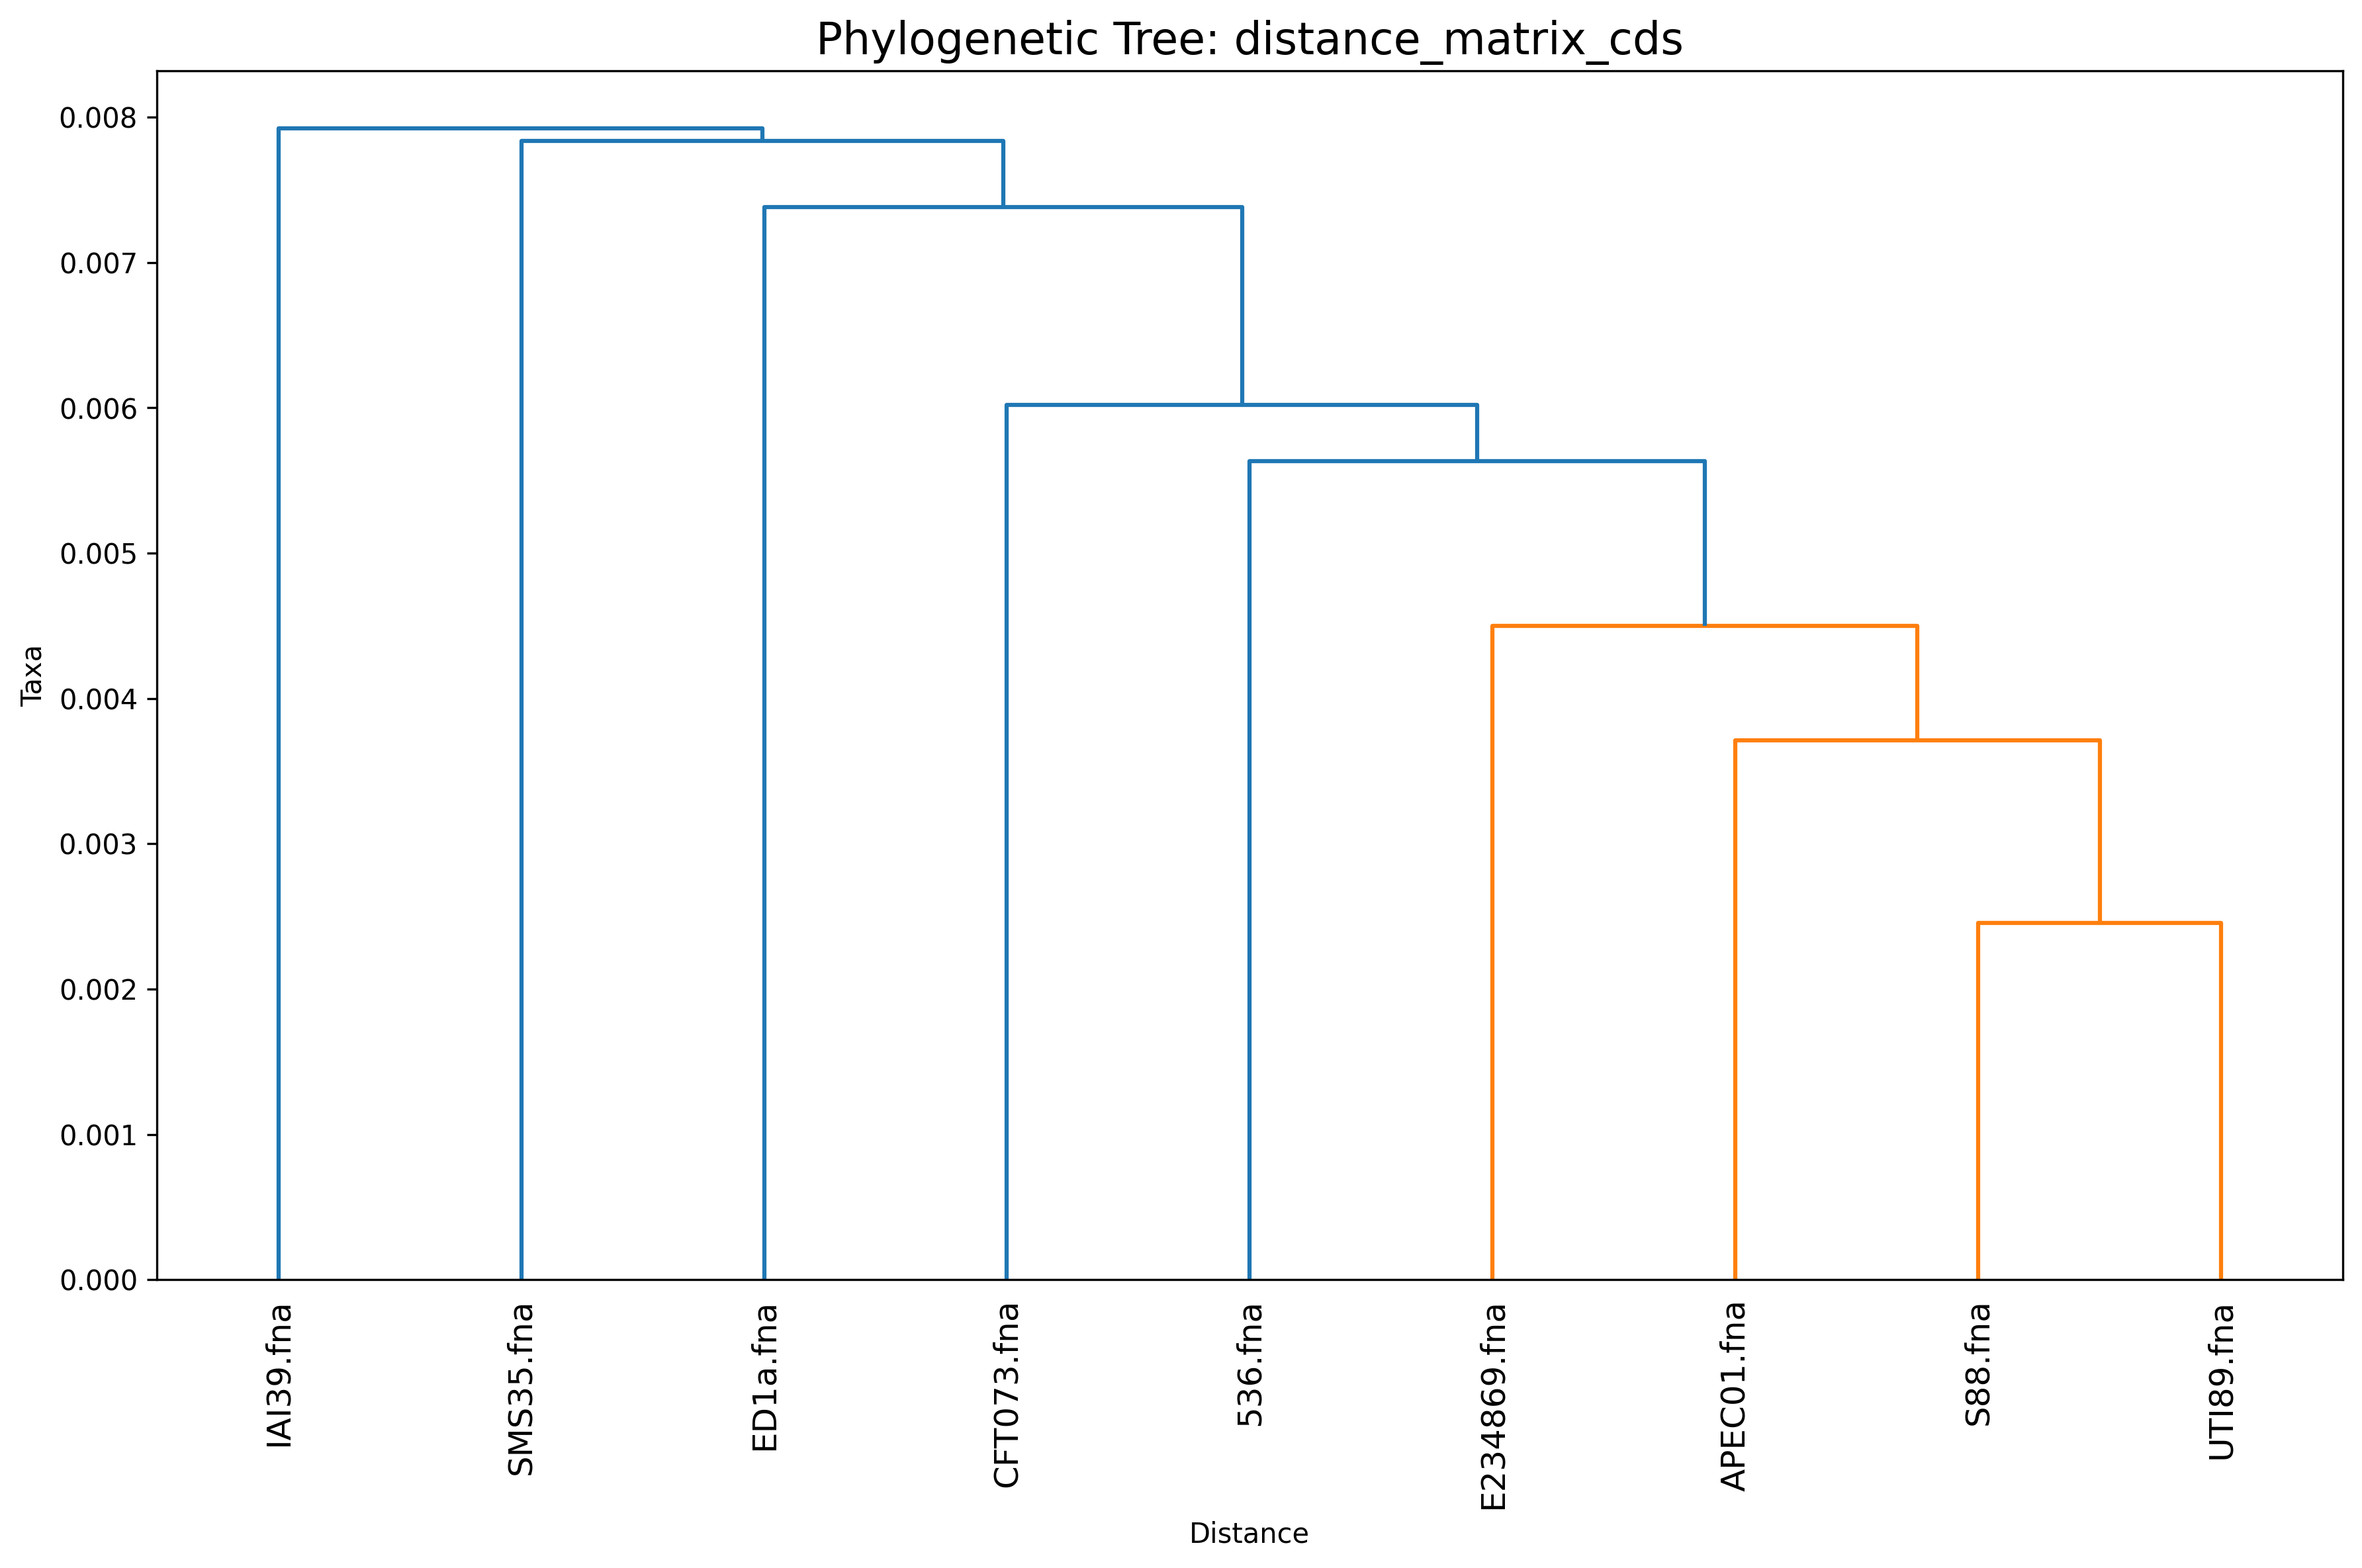 Phylogenetic Tree: distance_matrix_cds
0.008
0.007
0.006
0.005
0.004
0.003
0.002
0.001
0.000
Taxa
IAI39.fna
SMS35.fna
ED1a.fna
CFT073.fna
536.fna
E234869.fna
APEC01.fna
S88.fna
UTI89.fna
Distance